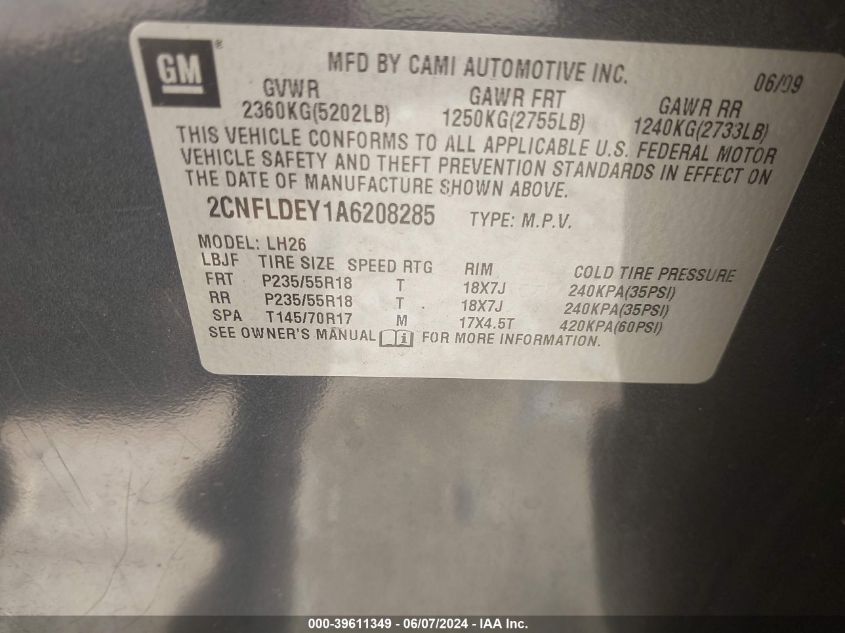 GM ®
MFD BY CAMI AUTOMOTIVE INC. 06/09
GVWR GAWR FRT GAWR RR
2360KG(5202LB) 1250KG(2755LB) 1240KG(2733LB)
THIS VEHICLE CONFORMS TO ALL APPLICABLE U.S. FEDERAL MOTOR
VEHICLE SAFETY AND THEFT PREVENTION STANDARDS IN EFFECT ON
THE DATE OF MANUFACTURE SHOWN ABOVE.
2CNFLDEY1A6208285 TYPE: M.P.V.
MODEL: LH26
LBJF TIRE SIZE SPEED RTG RIM COLD TIRE PRESSURE
FRT P235/55R18 T 18X7J 240KPA(35PSI)
RR P235/55R18 T 18X7J 240KPA(35PSI)
SPA T145/70R17 M 17X4.5T 420KPA(60PSI)
SEE OWNER'S MANUAL i FOR MORE INFORMATION.
000-39611349 - 06/07/2024 - IAA Inc.